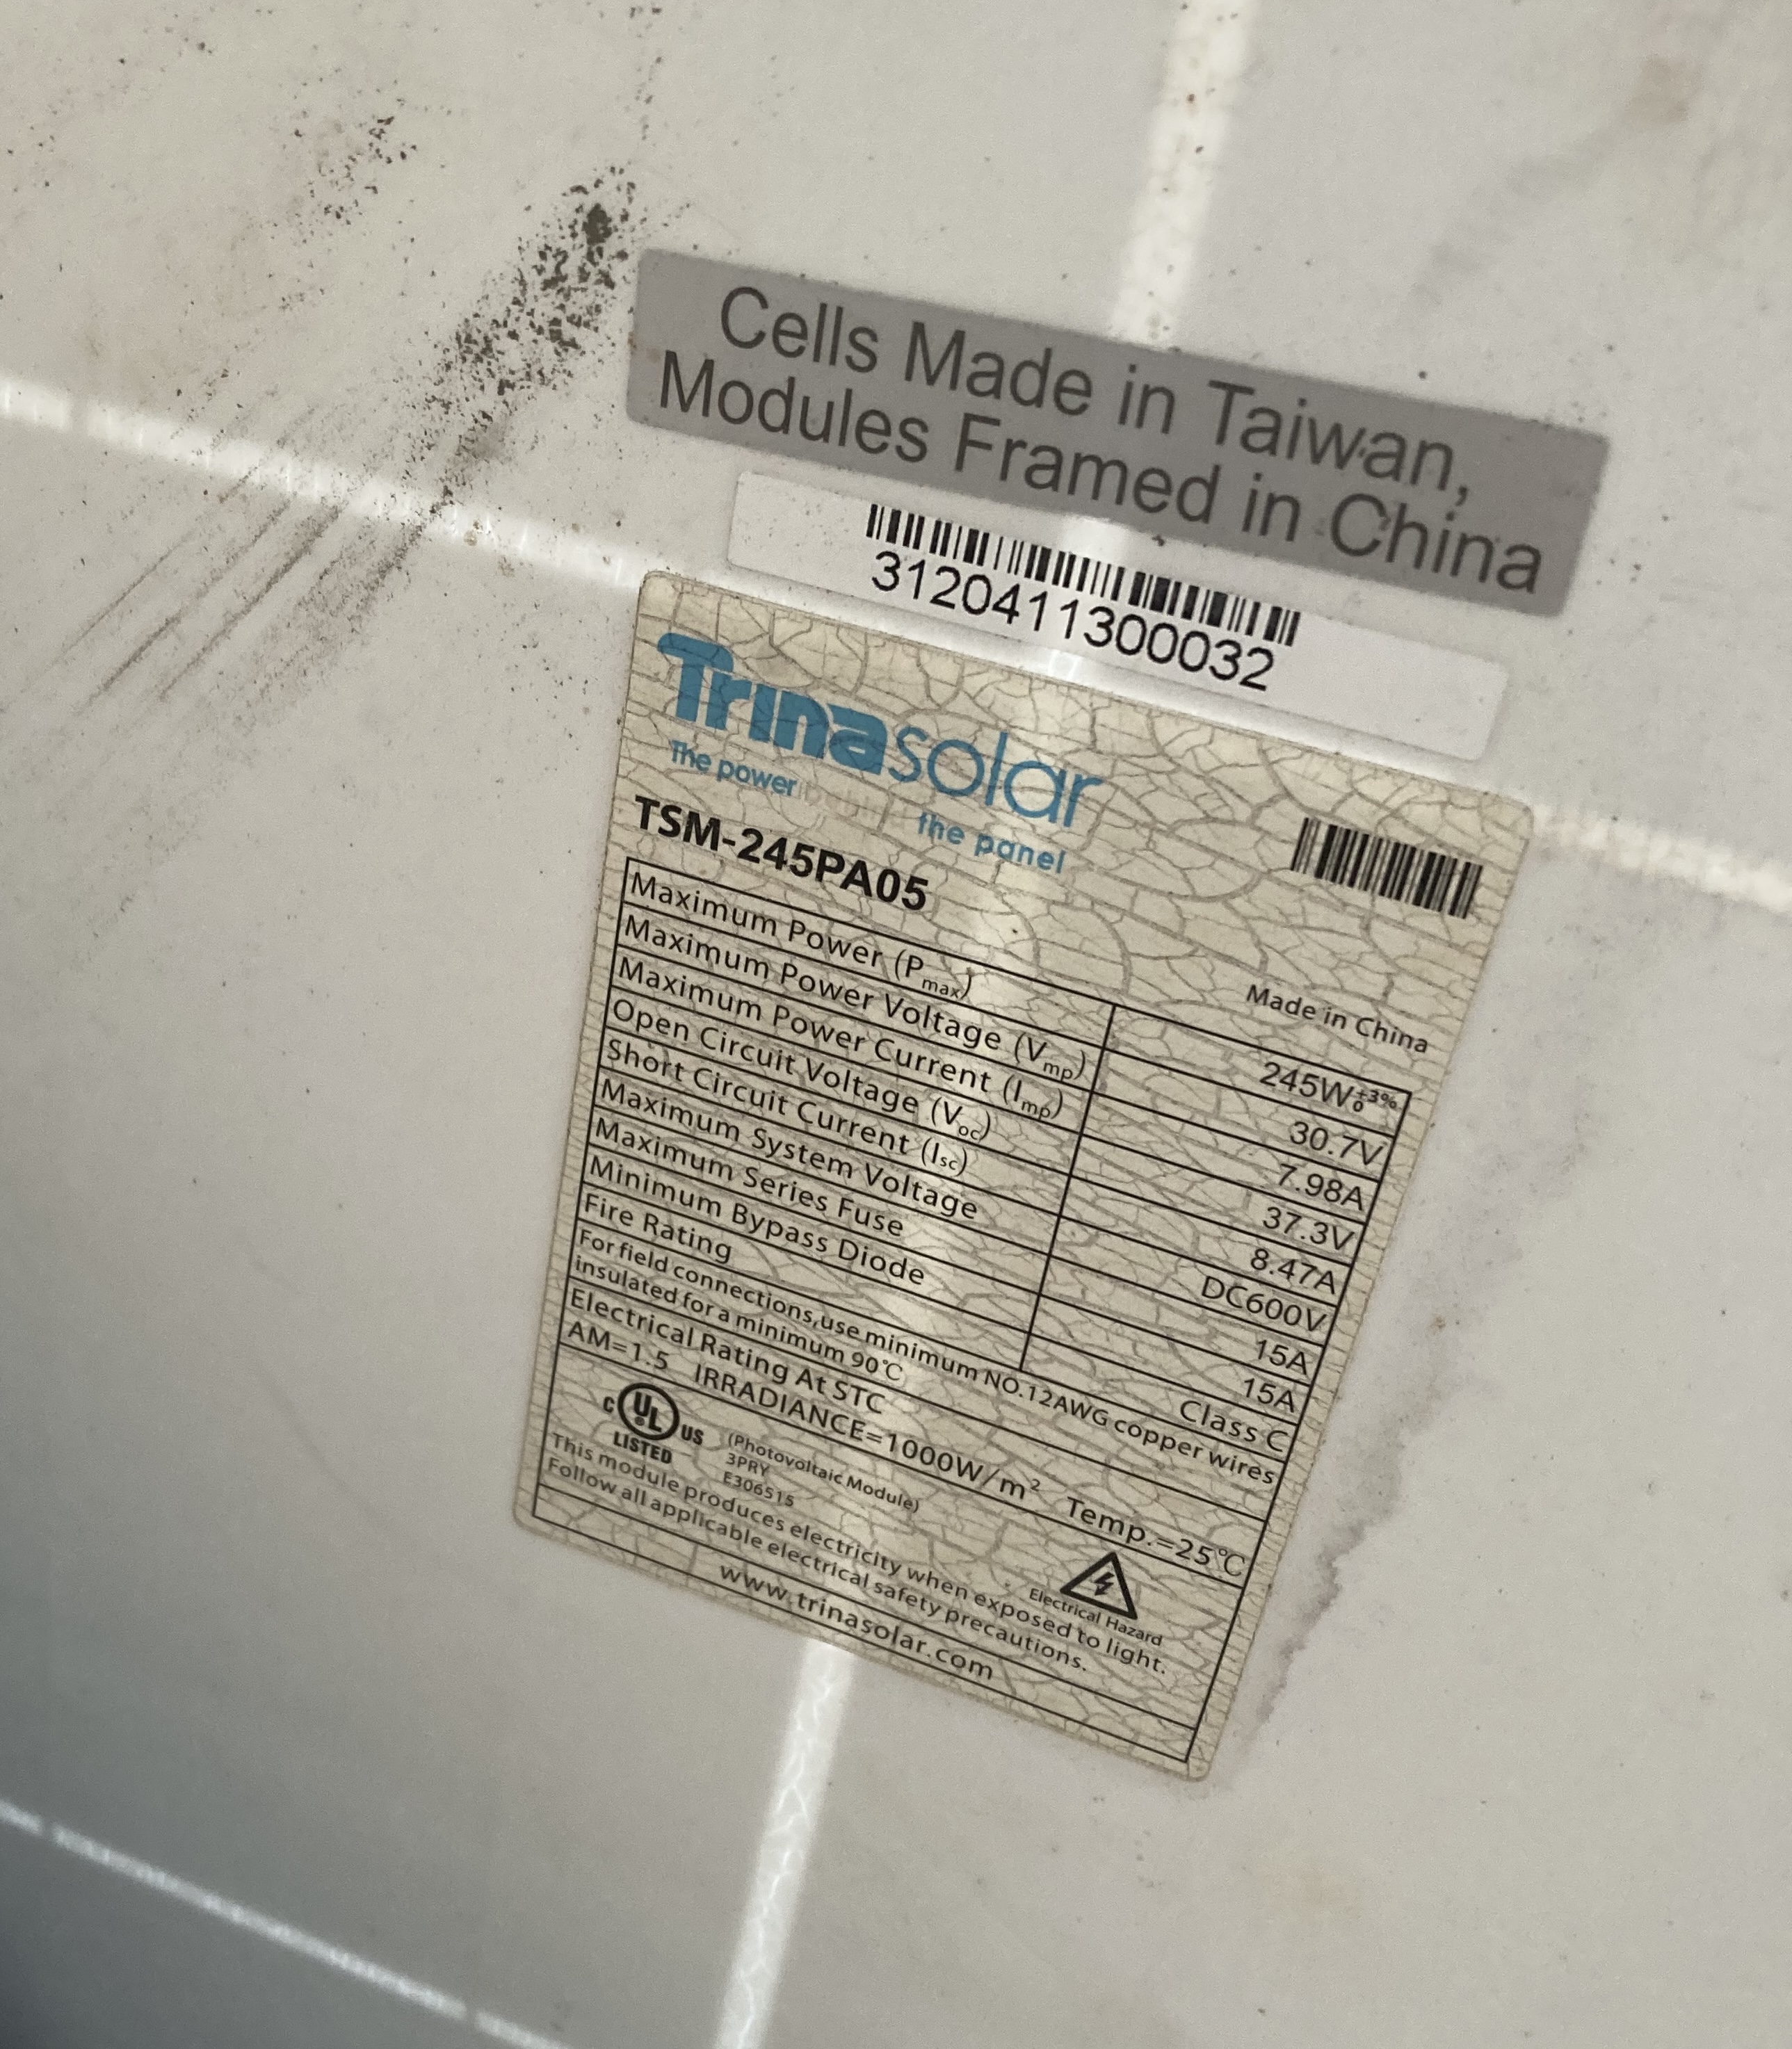 Cells Made in Taiwan,
Modules Framed in China
312041130032
Trinasolar
The power the panel
TSM-245PA05
Made in China
Maximum Power (Pmax) 245W +3% 0
Maximum Power Voltage (Vmp) 30.7V
Maximum Power Current (Imp) 7.98A
Open Circuit Voltage (Voc) 37.3V
Short Circuit Current (Isc) 8.47A
Maximum System Voltage DC600V
Maximum Series Fuse 15A
Minimum Bypass Diode 15A
Fire Rating Class C
For field connections,use minimum NO.12AWG copper wires
insulated for a minimum 90℃
Electrical Rating At STC
AM=1.5 IRRADIANCE=1000W/m² Temp.=25℃
c UL US
LISTED
(Photovoltaic Module)
3PRY
E306515
Electrical Hazard
This module produces electricity when exposed to light.
Follow all applicable electrical safety precautions.
www.trinasolar.com